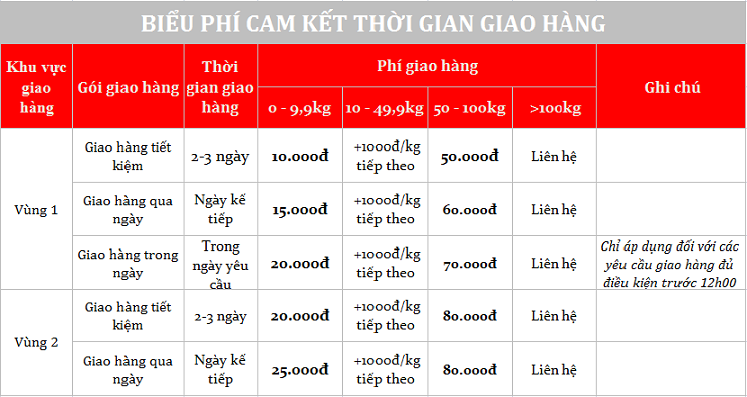 BIỂU PHÍ CAM KẾT THỜI GIAN GIAO HÀNG
Khu vực
giao
hàng
Gói giao hàng
Thời
gian giao
hàng
Phí giao hàng
Ghi chú
0 - 9,9kg
10 - 49,9kg
50 - 100kg
>100kg
Vùng 1
Giao hàng tiết
kiệm
2-3 ngày
10.000đ
+1000đ/kg
tiếp theo
50.000đ
Liên hệ
Giao hàng qua
ngày
Ngày kế
tiếp
15.000đ
+1000đ/kg
tiếp theo
60.000đ
Liên hệ
Giao hàng trong
ngày
Trong
ngày yêu
cầu
20.000đ
+1000đ/kg
tiếp theo
70.000đ
Liên hệ
Chỉ áp dụng đối với các
yêu cầu giao hàng đủ
điều kiện trước 12h00
Vùng 2
Giao hàng tiết
kiệm
2-3 ngày
20.000đ
+1000đ/kg
tiếp theo
80.000đ
Liên hệ
Giao hàng qua
ngày
Ngày kế
tiếp
25.000đ
+1000đ/kg
tiếp theo
80.000đ
Liên hệ